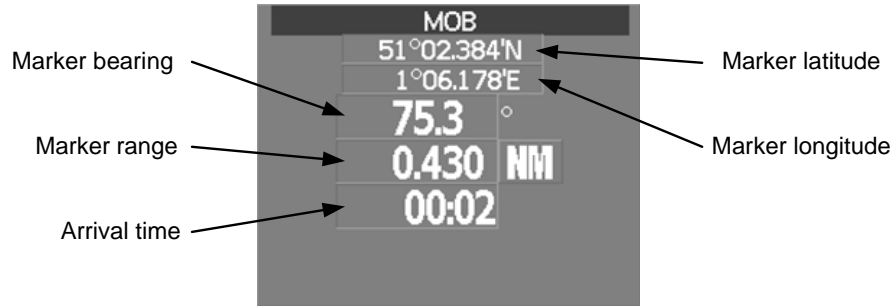 MOB
51°02.384'N
1°06.178'E
75.3 °
0.430 NM
00:02
Marker bearing
Marker range
Arrival time
Marker latitude
Marker longitude